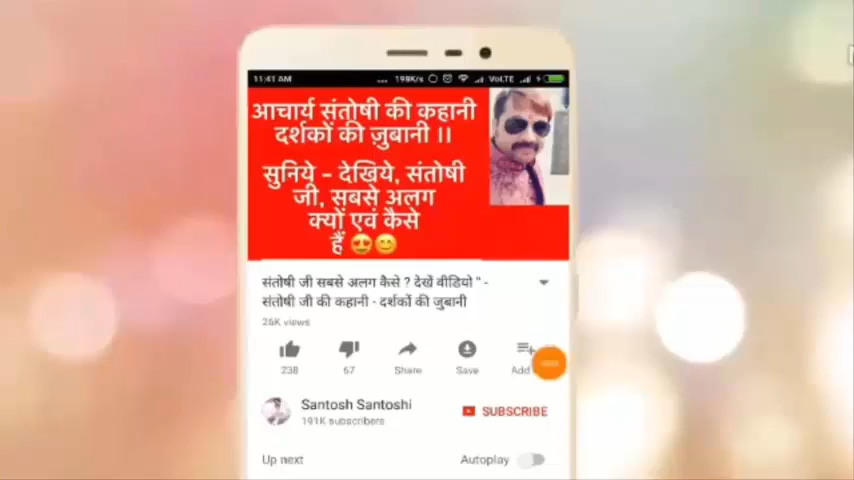 11:41 AM ... 199K/s VoLTE
आचार्य संतोषी की कहानी
दर्शकों की ज़ुबानी ।।
सुनिये - देखिये, संतोषी
जी, सबसे अलग
क्यों एवं कैसे
हैं 😍😊
संतोषी जी सबसे अलग कैसे ? देखें वीडियो " -
संतोषी जी की कहानी - दर्शकों की जुबानी
26K views
238 67 Share Save Add
Santosh Santoshi
SUBSCRIBE
191K subscribers
Up next Autoplay